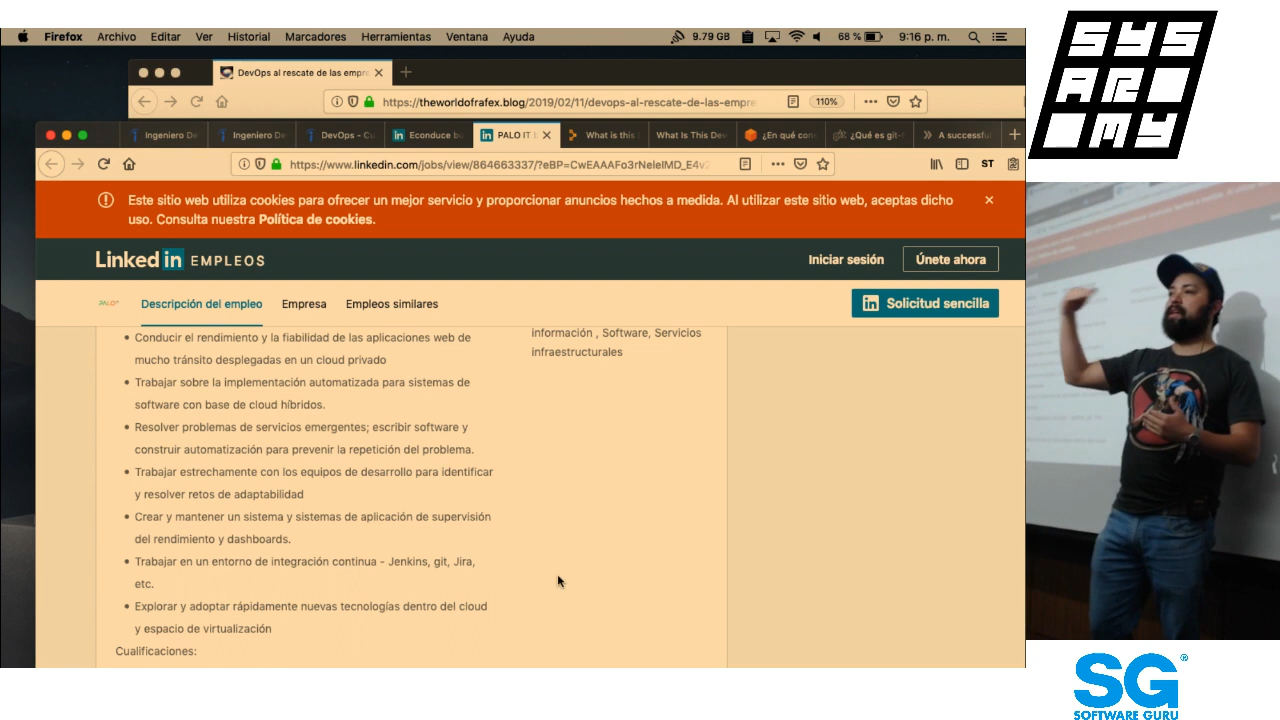 Firefox Archivo Editar Ver Historial Marcadores Herramientas Ventana Ayuda 9.79 GB 68 % 9:16 p. m.
DevOps al rescate de las empr
https://theworldofrafex.blog/2019/02/11/devops-al-rescate-de-las-empre 110%
Ingeniero De Ingeniero De DevOps - Cu Econduce bu PALO IT b What is this What Is This Dev ¿En qué cons ¿Qué es git- A successful
https://www.linkedin.com/jobs/view/864663337/?eBP=CwEAAAFo3rNeleIMD_E4v2 ST
Este sitio web utiliza cookies para ofrecer un mejor servicio y proporcionar anuncios hechos a medida. Al utilizar este sitio web, aceptas dicho
uso. Consulta nuestra Política de cookies.
Linked in EMPLEOS Iniciar sesión Únete ahora
PALO IT Descripción del empleo Empresa Empleos similares in Solicitud sencilla
Conducir el rendimiento y la fiabilidad de las aplicaciones web de
mucho tránsito desplegadas en un cloud privado
Trabajar sobre la implementación automatizada para sistemas de
software con base de cloud híbridos.
Resolver problemas de servicios emergentes; escribir software y
construir automatización para prevenir la repetición del problema.
Trabajar estrechamente con los equipos de desarrollo para identificar
y resolver retos de adaptabilidad
Crear y mantener un sistema y sistemas de aplicación de supervisión
del rendimiento y dashboards.
Trabajar en un entorno de integración continua - Jenkins, git, Jira,
etc.
Explorar y adoptar rápidamente nuevas tecnologías dentro del cloud
y espacio de virtualización
Cualificaciones:
información , Software, Servicios
infraestructurales
SYS
AR
MY
SG®
SOFTWARE GURU